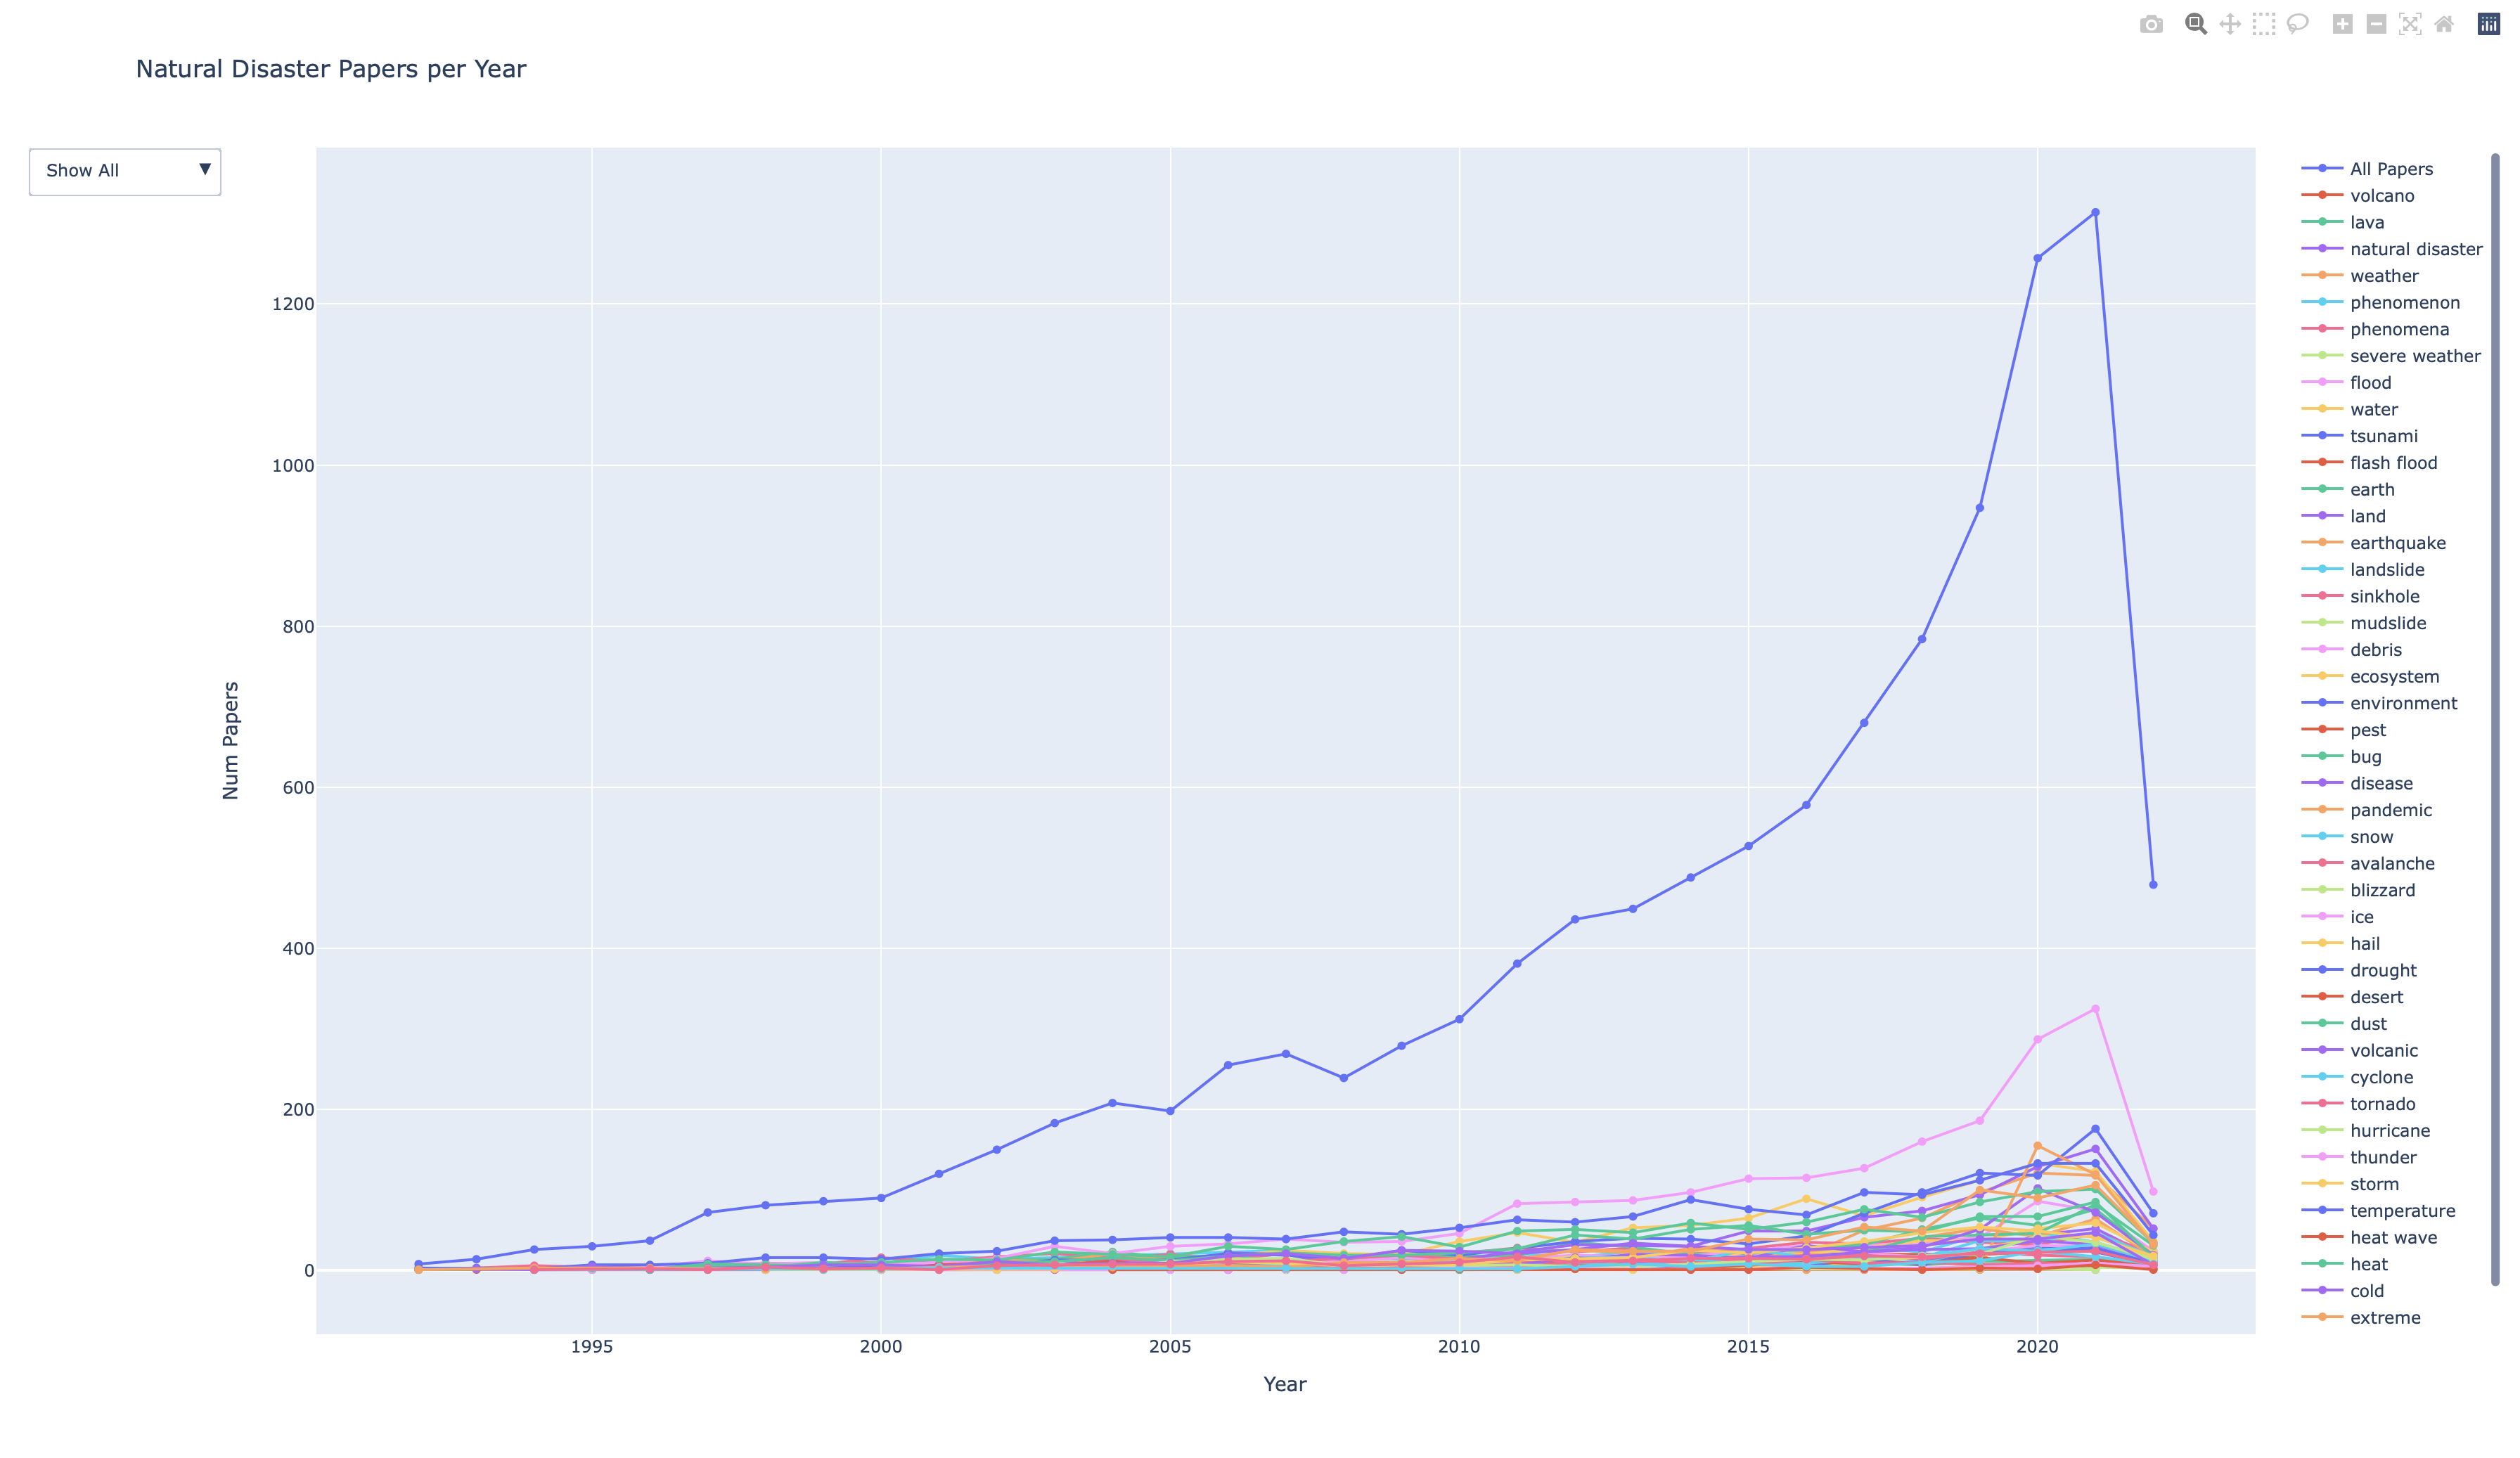 Natural Disaster Papers per Year
Show All ▼
All Papers
volcano
lava
natural disaster
weather
phenomenon
phenomena
severe weather
flood
water
tsunami
flash flood
earth
land
earthquake
landslide
sinkhole
mudslide
debris
ecosystem
environment
pest
bug
disease
pandemic
snow
avalanche
blizzard
ice
hail
drought
desert
dust
volcanic
cyclone
tornado
hurricane
thunder
storm
temperature
heat wave
heat
cold
extreme
Num Papers
1200
1000
800
600
400
200
0
1995 2000 2005 2010 2015 2020
Year